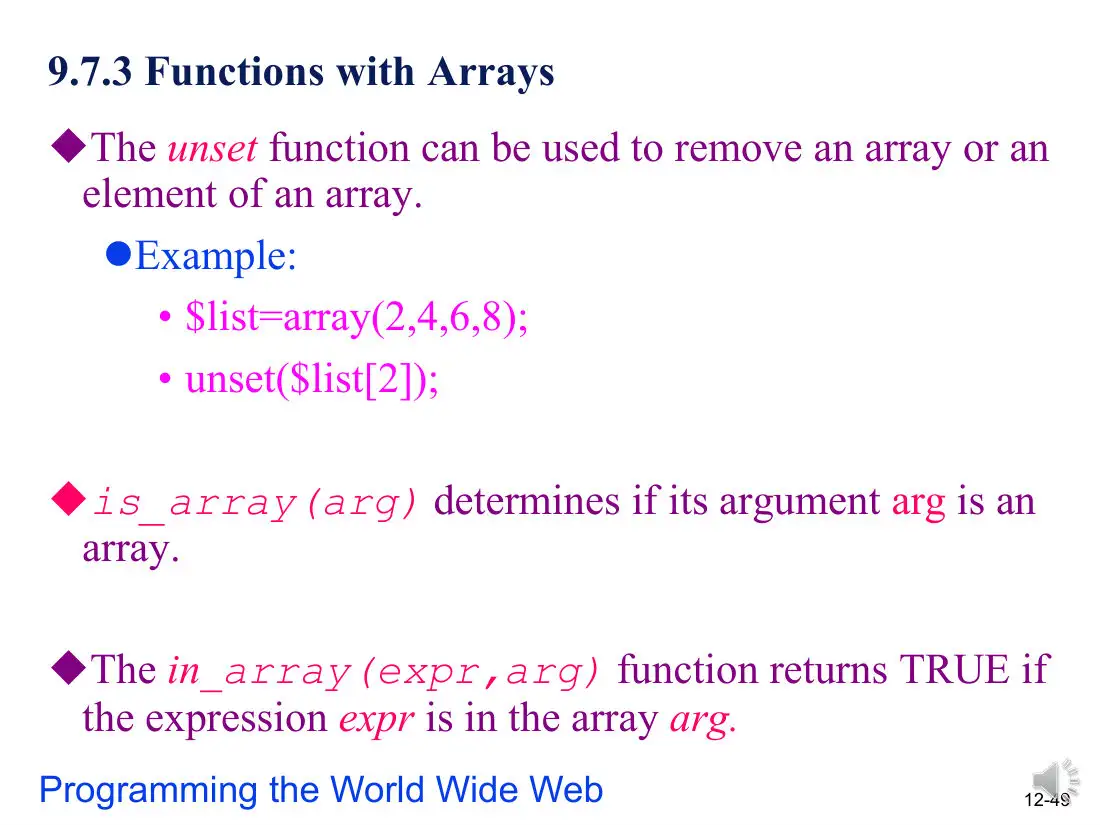 9.7.3 Functions with Arrays
◆The unset function can be used to remove an array or an
element of an array.
●Example:
• $list=array(2,4,6,8);
• unset($list[2]);
◆is_array(arg) determines if its argument arg is an
array.
◆The in_array(expr,arg) function returns TRUE if
the expression expr is in the array arg.
Programming the World Wide Web
12-49